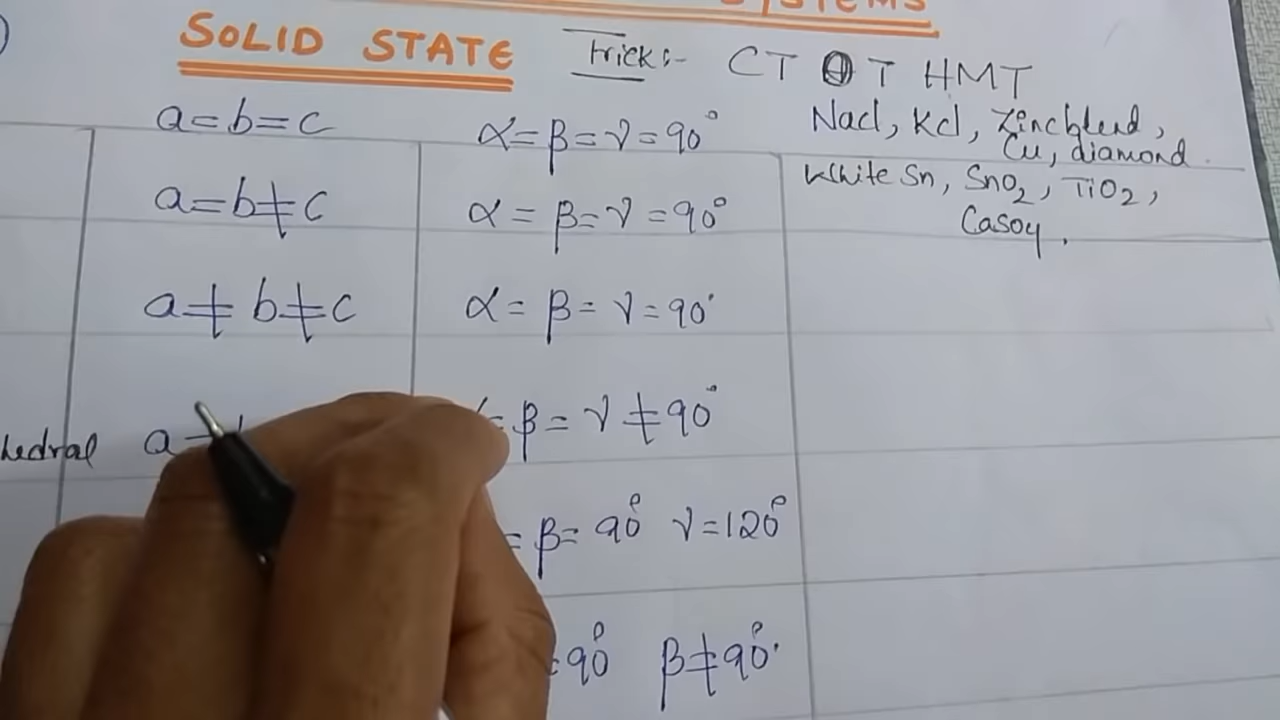 SOLID STATE Trick:- CT O T HMT
a=b=c α=β=γ=90° Nacl, Kcl, Zincblend,
Cu, diamond.
a=b≠c α=β=γ=90° White Sn, SnO2, TiO2,
CaSO4.
a≠b≠c α=β=γ=90°
hedral a= =β=γ≠90°
=β=90° γ=120°
=90° β≠90°